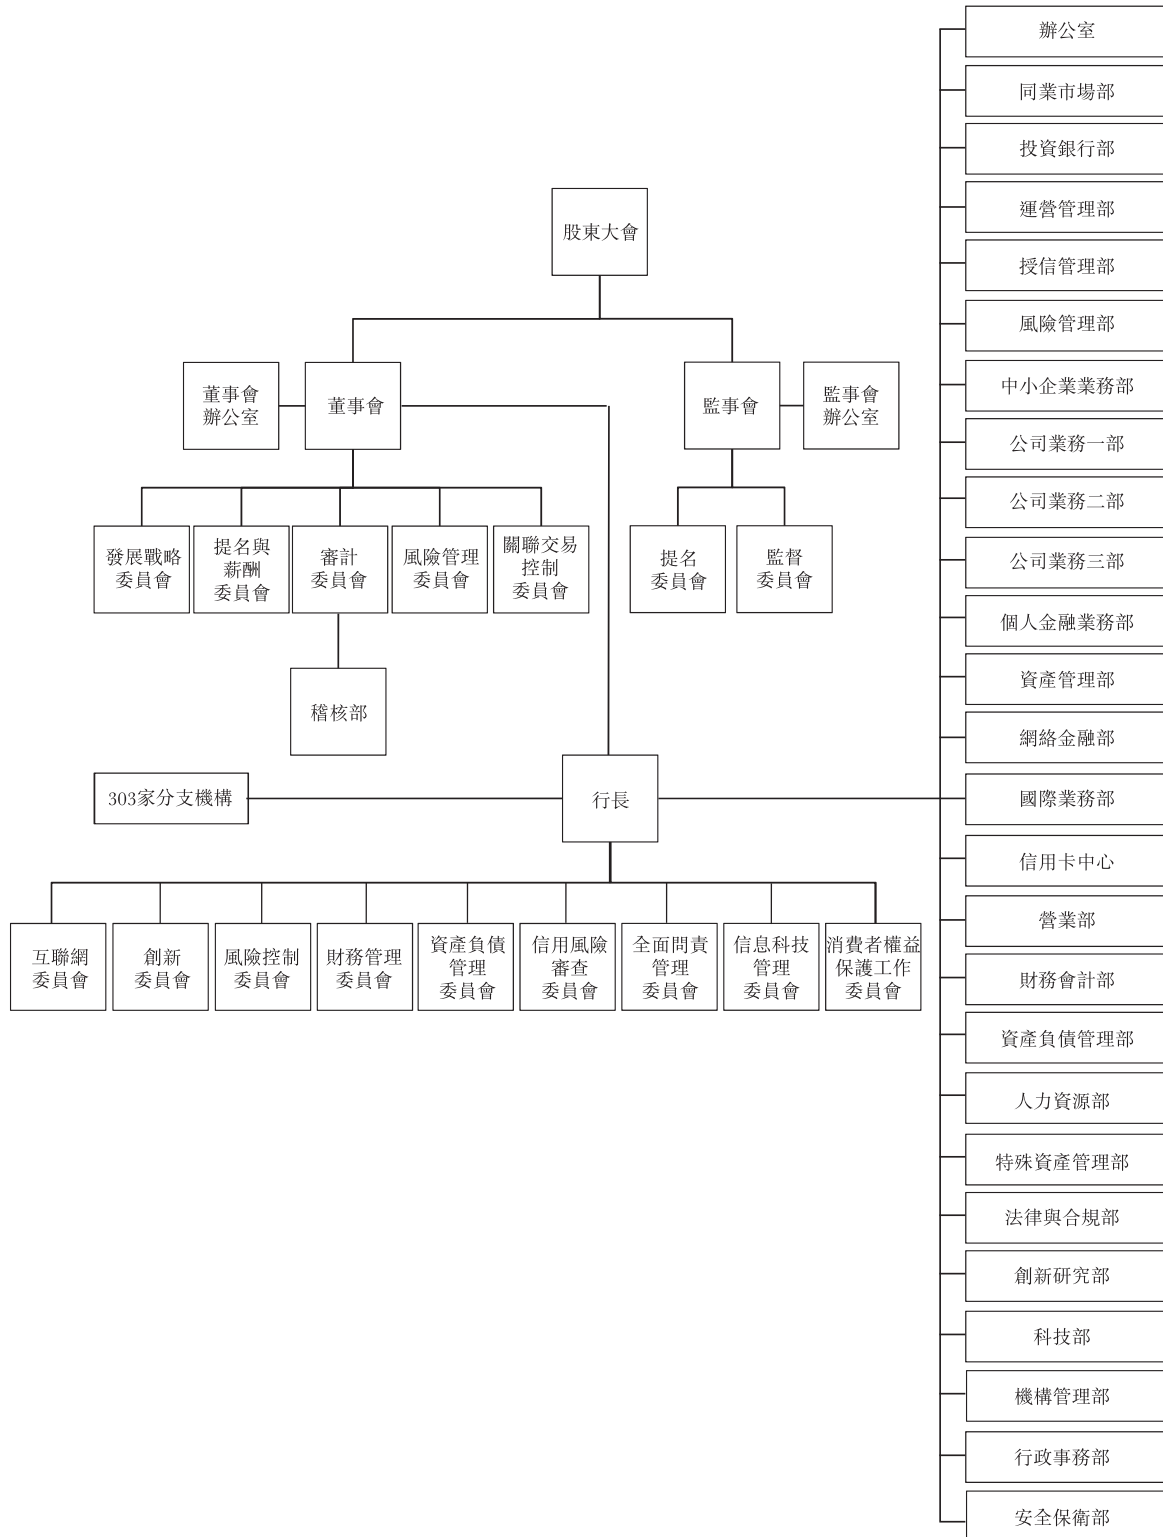 股東大會
董事會
辦公室
董事會
監事會
監事會
辦公室
發展戰略
委員會
提名與
薪酬
委員會
審計
委員會
風險管理
委員會
關聯交易
控制
委員會
提名
委員會
監督
委員會
稽核部
303家分支機構
行長
互聯網
委員會
創新
委員會
風險控制
委員會
財務管理
委員會
資產負債
管理
委員會
信用風險
審查
委員會
全面問責
管理
委員會
信息科技
管理
委員會
消費者權益
保護工作
委員會
辦公室
同業市場部
投資銀行部
運營管理部
授信管理部
風險管理部
中小企業業務部
公司業務一部
公司業務二部
公司業務三部
個人金融業務部
資產管理部
網絡金融部
國際業務部
信用卡中心
營業部
財務會計部
資產負債管理部
人力資源部
特殊資產管理部
法律與合規部
創新研究部
科技部
機構管理部
行政事務部
安全保衛部